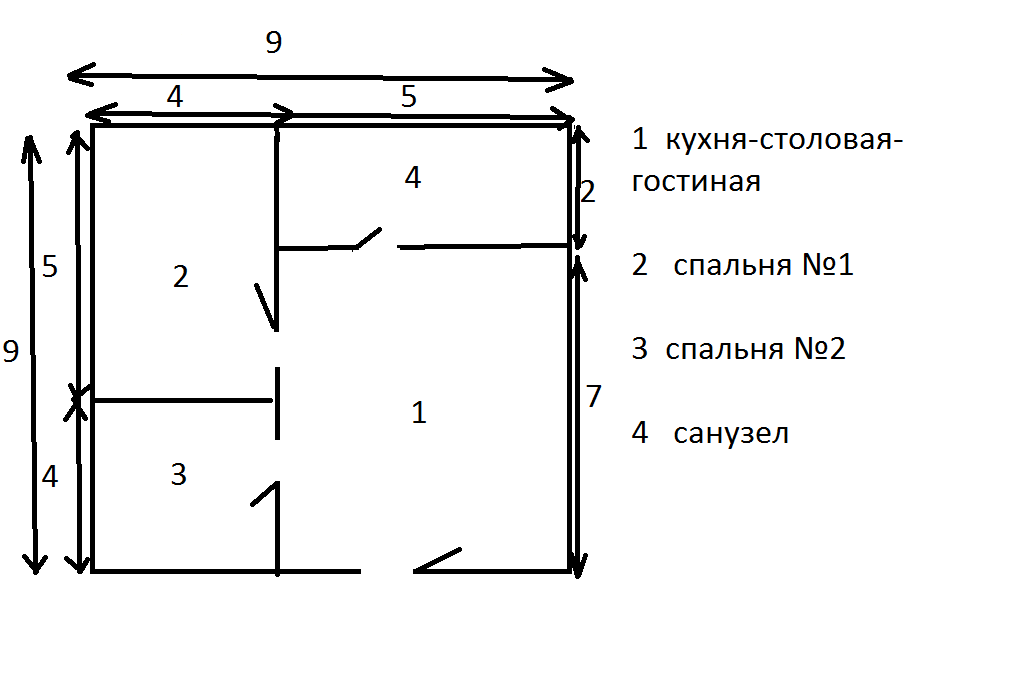 9
4
5
1 кухня-столовая-
гостиная
4
2
5
2
2 спальня №1
9
3 спальня №2
7
1
4 санузел
4
3